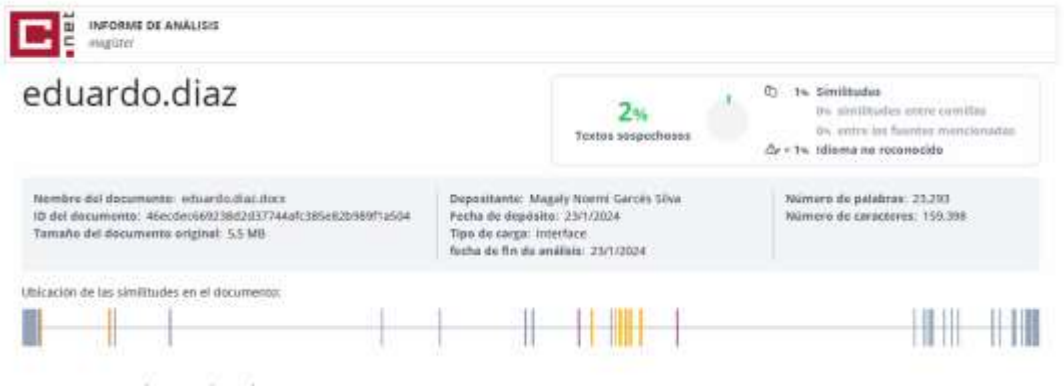 C .net
INFORME DE ANÁLISIS
magister
eduardo.diaz
2%
Textos sospechosos
1% Similitudes
0% similitudes entre comillas
0% entre las fuentes mencionadas
< 1% Idioma no reconocido
Nombre del documento: eduardo.diaz.docx
ID del documento: 46ecdec669238d2d37744afc385e82b989f1a504
Tamaño del documento original: 5,5 MB
Depositante: Magaly Noemí Garcés Silva
Fecha de depósito: 23/1/2024
Tipo de carga: interface
fecha de fin de análisis: 23/1/2024
Número de palabras: 23.293
Número de caracteres: 159.398
Ubicación de las similitudes en el documento: